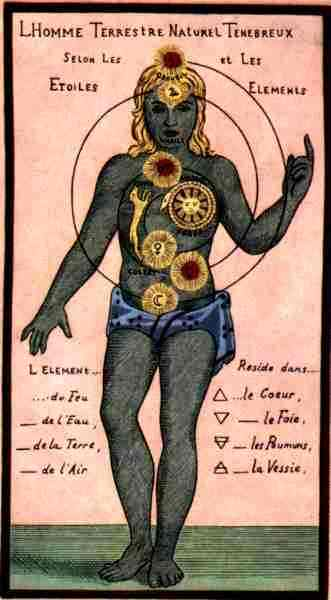 LHomme Terrestre Naturel Tenebreux
Selon Les et Les
Etoiles Elements
L Element... Reside dans...
....du Feu △ ...le Coeur,
— de l'Eau, ▽ — le Foie,
— de la Terre, — les Poumons,
— de l'Air — la Vessie,